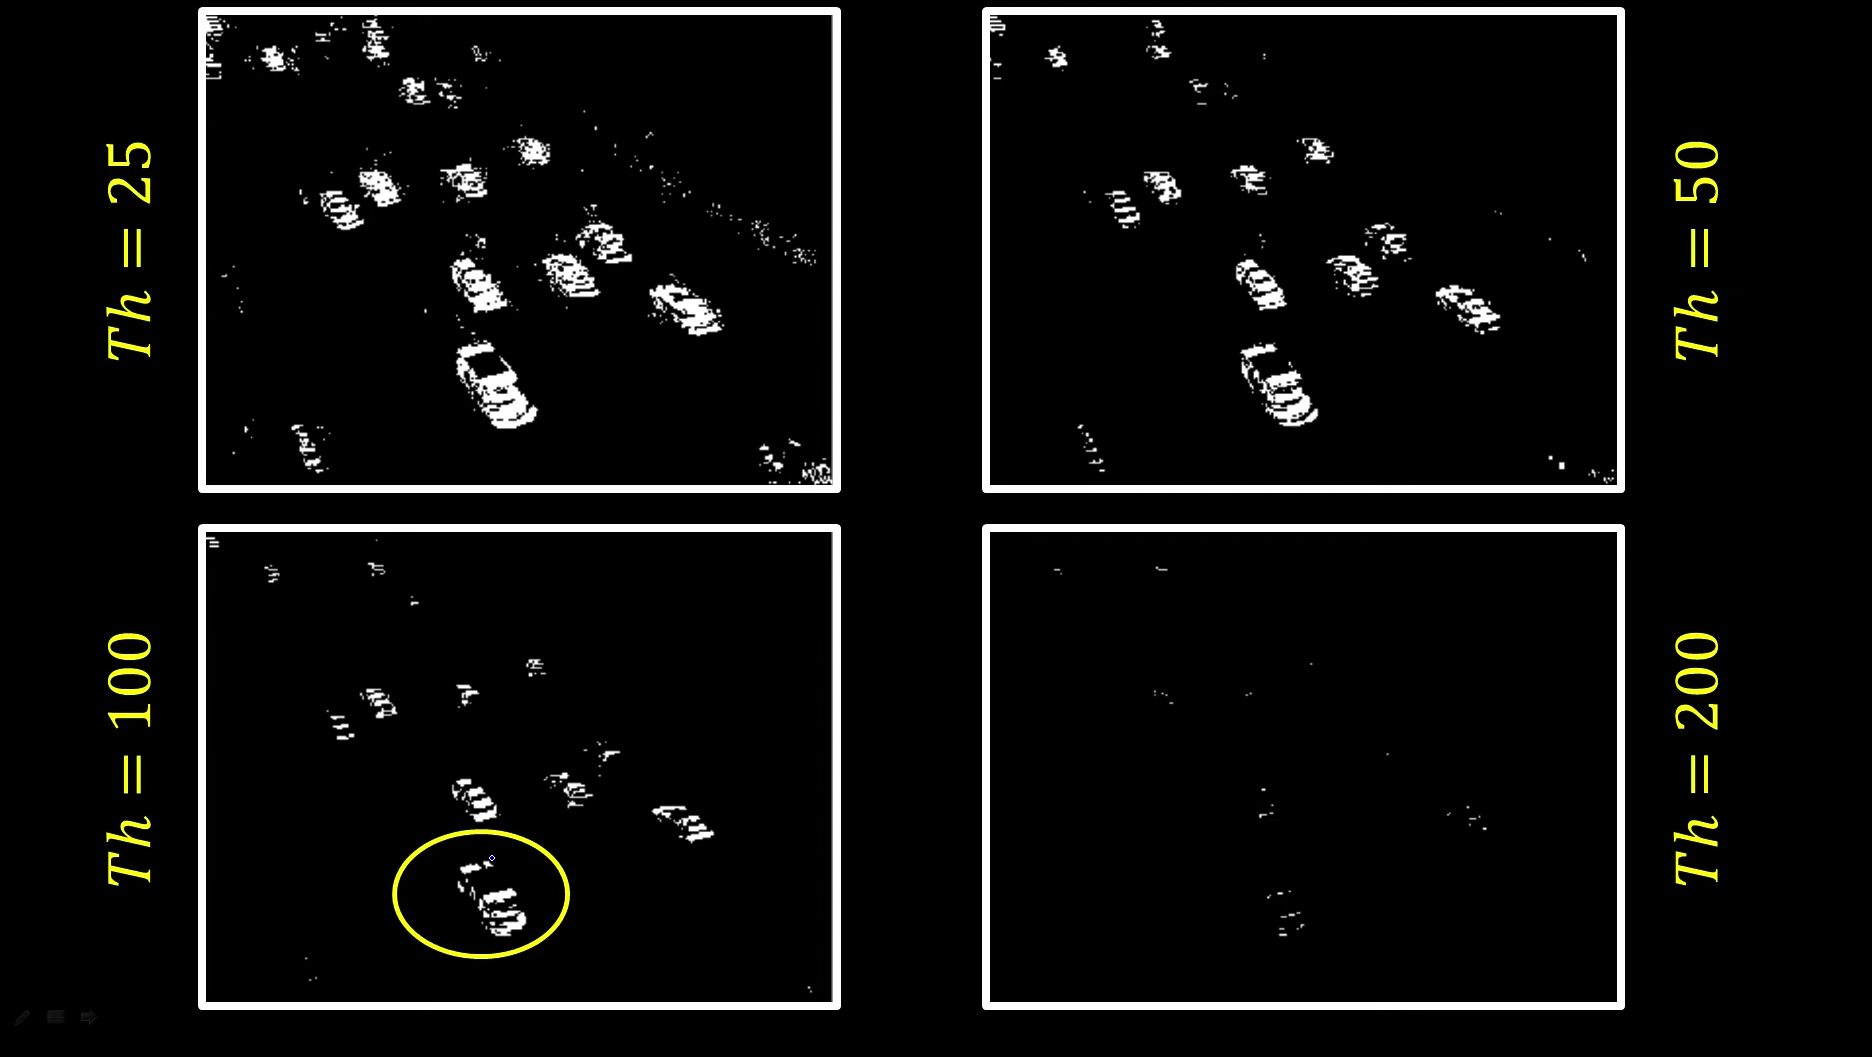 Th = 25
Th = 50
Th = 100
Th = 200